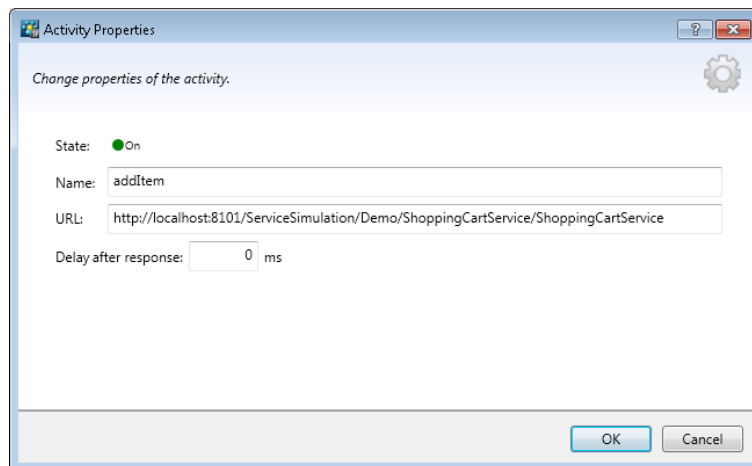 Activity Properties
Change properties of the activity.
State: On
Name: addItem
URL: http://localhost:8101/ServiceSimulation/Demo/ShoppingCartService/ShoppingCartService
Delay after response: 0 ms
OK Cancel